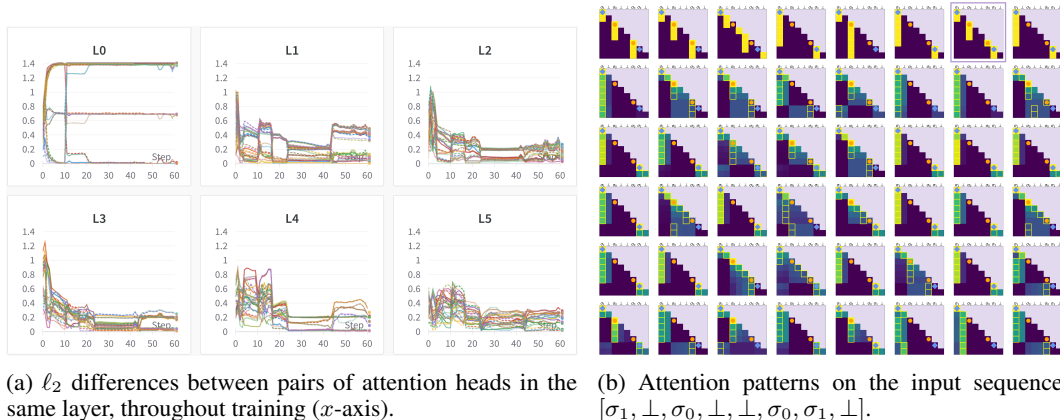 L0
L1
L2
1.4
1.2
1
0.8
0.6
0.4
0.2
0
Step
0 10 20 30 40 50 60
1.4
1.2
1
0.8
0.6
0.4
0.2
0
Step
0 10 20 30 40 50 60
1.4
1.2
1
0.8
0.6
0.4
0.2
0
Step
0 10 20 30 40 50 60
L3
L4
L5
1.4
1.2
1
0.8
0.6
0.4
0.2
0
Step
0 10 20 30 40 50 60
1.4
1.2
1
0.8
0.6
0.4
0.2
0
Step
0 10 20 30 40 50 60
1.4
1.2
1
0.8
0.6
0.4
0.2
0
Step
0 10 20 30 40 50 60
(a) ℓ₂ differences between pairs of attention heads in the
same layer, throughout training (x-axis).
(b) Attention patterns on the input sequence
[σ₁, ⊥, σ₀, ⊥, ⊥, σ₀, σ₁, ⊥].